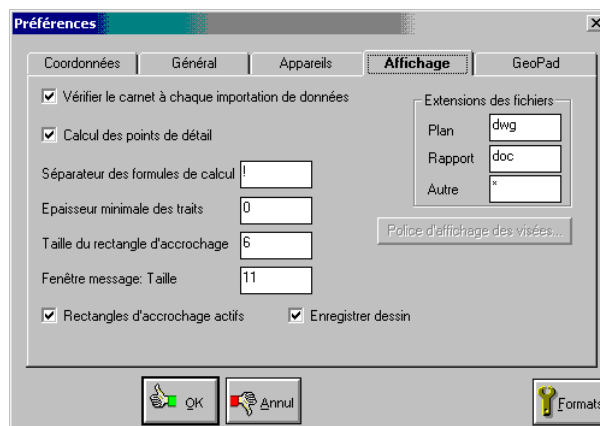 Préférences
Coordonnées Général Appareils Affichage GeoPad
Vérifier le carnet à chaque importation de données
Calcul des points de détail
Séparateur des formules de calcul !
Epaisseur minimale des traits 0
Taille du rectangle d'accrochage 6
Fenêtre message: Taille 11
Rectangles d'accrochage actifs Enregistrer dessin
Extensions des fichiers
Plan dwg
Rapport doc
Autre *
Police d'affichage des visées...
OK Annul Formats